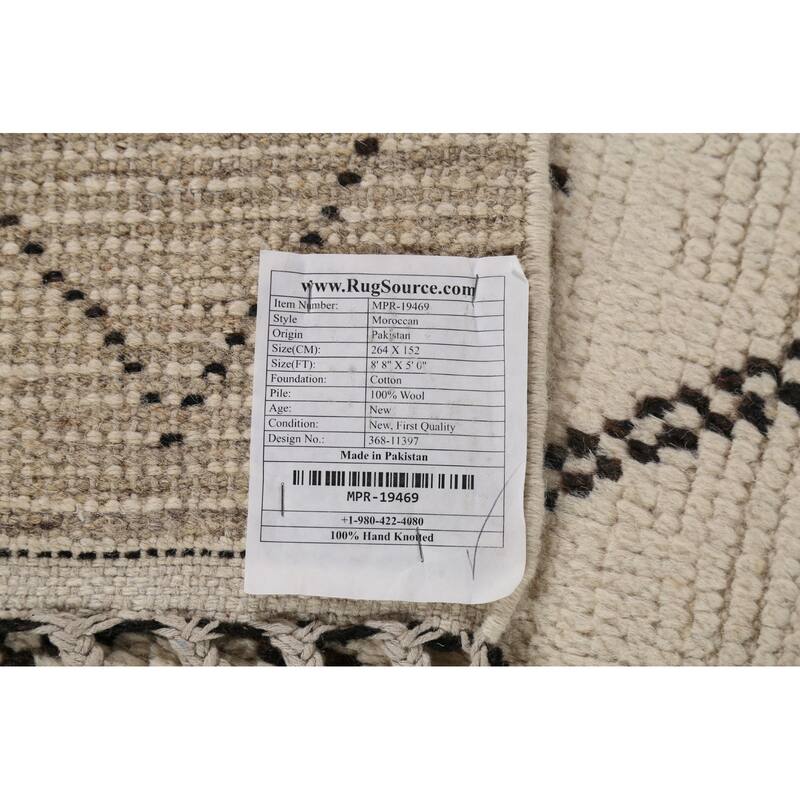 www.RugSource.com
Item Number: MPR-19469
Style Moroccan
Origin Pakistan
Size(CM): 264 X 152
Size(FT): 8' 8" X 5' 0"
Foundation: Cotton
Pile: 100% Wool
Age: New
Condition: New, First Quality
Design No.: 368-11397
Made in Pakistan
MPR-19469
+1-980-422-4080
100% Hand Knotted